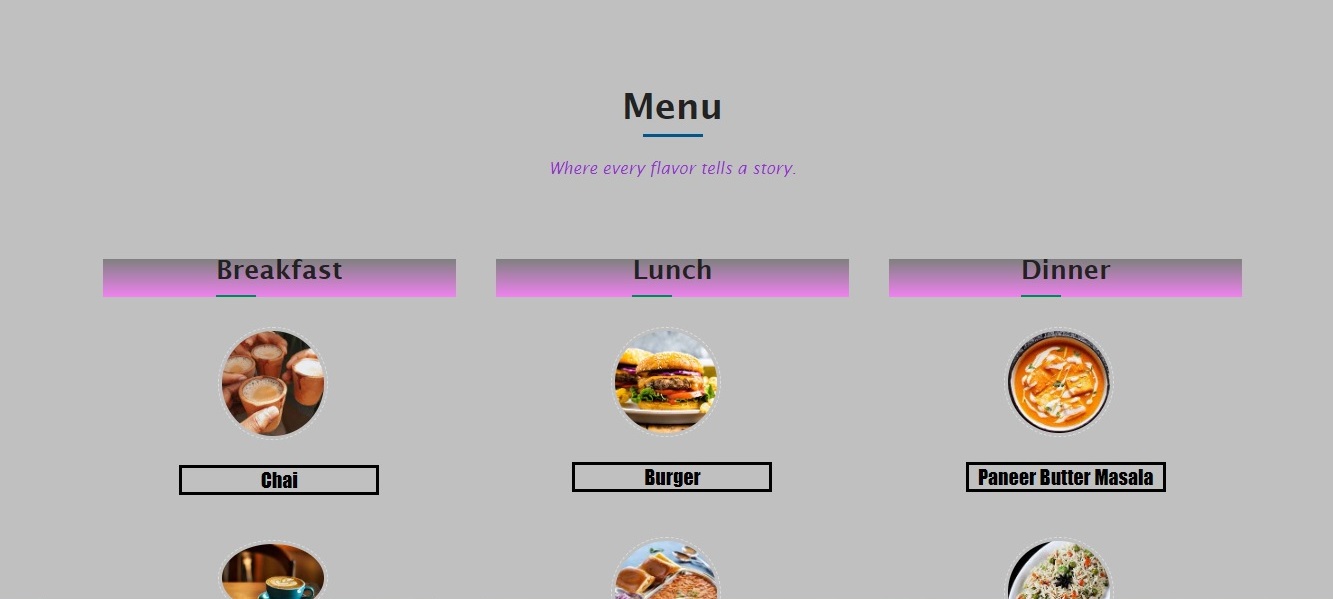 Menu
Where every flavor tells a story.
Breakfast
Lunch
Dinner
Chai
Burger
Paneer Butter Masala